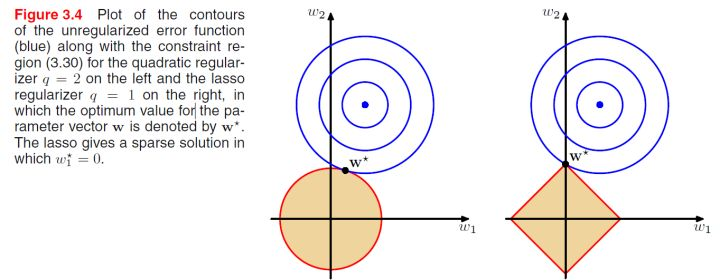 Figure 3.4 Plot of the contours
of the unregularized error function
(blue) along with the constraint re-
gion (3.30) for the quadratic regular-
izer q = 2 on the left and the lasso
regularizer q = 1 on the right, in
which the optimum value for the pa-
rameter vector w is denoted by w⋆.
The lasso gives a sparse solution in
which w₁⋆ = 0.
w₂
w⋆
w₁
w₂
w⋆
w₁